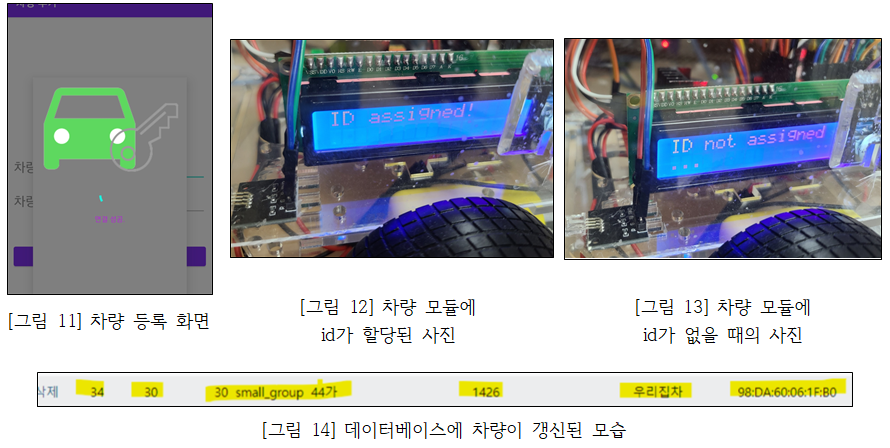 차량
차량
연결 없음
ID assigned!
ID not assigned
...
[그림 11] 차량 등록 화면
[그림 12] 차량 모듈에
id가 할당된 사진
[그림 13] 차량 모듈에
id가 없을 때의 사진
삭제 34 30 30 small_group 44가 1426 우리집차 98:DA:60:06:1F:B0
[그림 14] 데이터베이스에 차량이 갱신된 모습